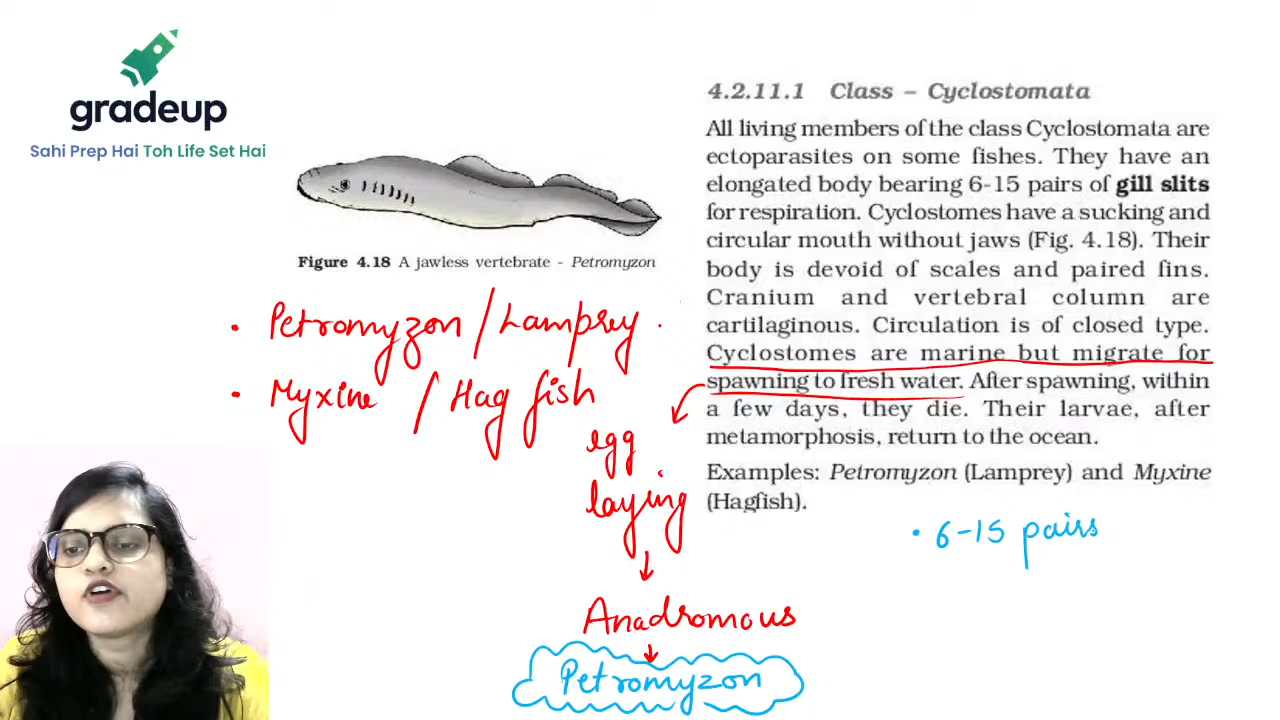 gradeup
Sahi Prep Hai Toh Life Set Hai
Figure 4.18 A jawless vertebrate - Petromyzon
• Petromyzon / Lamprey .
• Myxine / Hag fish
egg
laying
Anadromous
Petromyzon
4.2.11.1 Class – Cyclostomata
All living members of the class Cyclostomata are
ectoparasites on some fishes. They have an
elongated body bearing 6-15 pairs of gill slits
for respiration. Cyclostomes have a sucking and
circular mouth without jaws (Fig. 4.18). Their
body is devoid of scales and paired fins.
Cranium and vertebral column are
cartilaginous. Circulation is of closed type.
Cyclostomes are marine but migrate for
spawning to fresh water. After spawning, within
a few days, they die. Their larvae, after
metamorphosis, return to the ocean.
Examples: Petromyzon (Lamprey) and Myxine
(Hagfish).
• 6-15 pairs